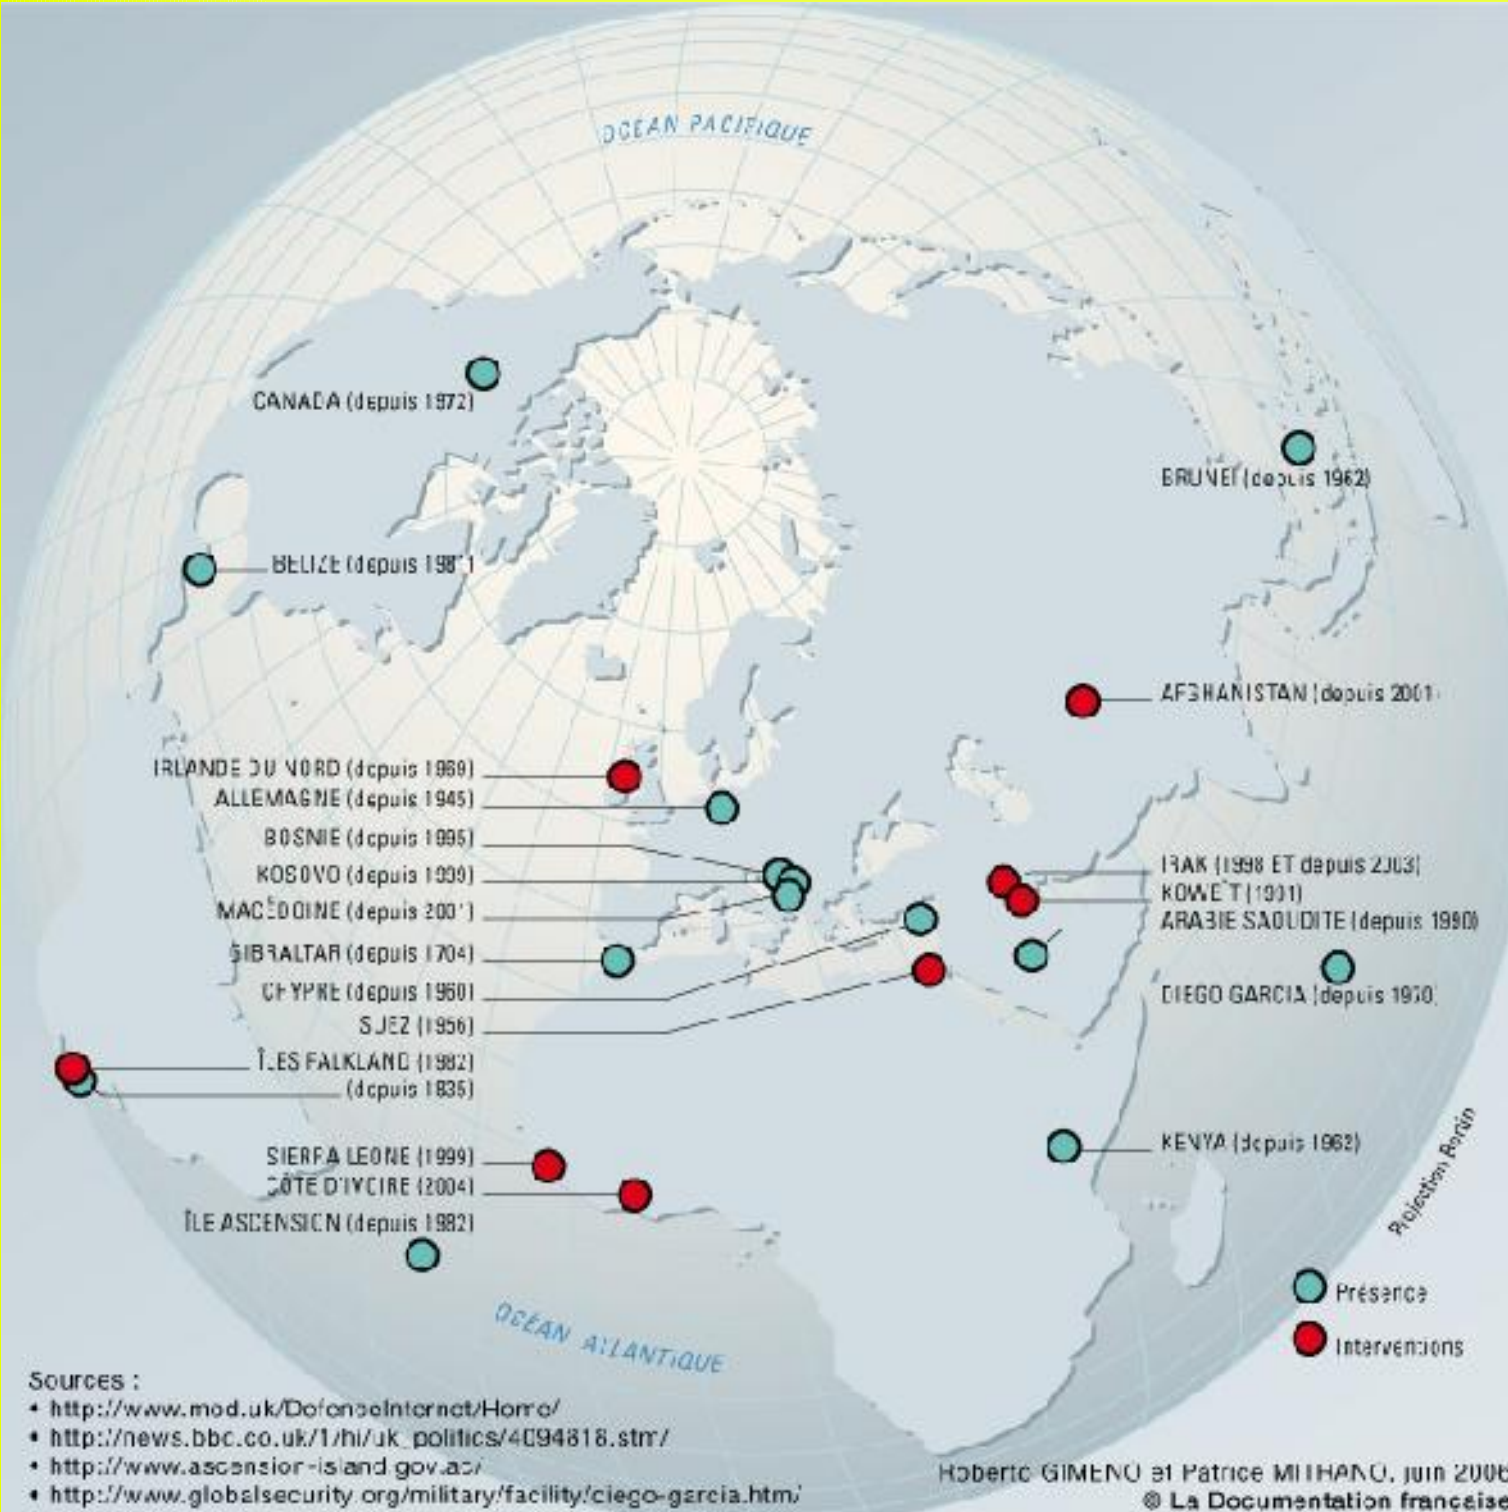 OCÉAN PACIFIQUE
CANADA (depuis 1972)
BRUNEI (depuis 1962)
BELIZE (depuis 1981)
AFGHANISTAN (depuis 2001)
IRLANDE DU NORD (depuis 1969)
ALLEMAGNE (depuis 1945)
BOSNIE (depuis 1995)
KOSOVO (depuis 1999)
MACÉDOINE (depuis 2001)
GIBRALTAR (depuis 1704)
CHYPRE (depuis 1960)
SUEZ (1956)
IRAK (1998 ET depuis 2003)
KOWEÏT (1991)
ARABIE SAOUDITE (depuis 1990)
DIEGO GARCIA (depuis 1970)
ÎLES FALKLAND (1982)
(depuis 1835)
SIERRA LEONE (1999)
CÔTE D'IVOIRE (2004)
ÎLE ASCENSION (depuis 1982)
KENYA (depuis 1963)
Projection Bertin
OCÉAN ATLANTIQUE
Présence
Interventions
Sources :
• http://www.mod.uk/DefenceInternet/Home/
• http://news.bbc.co.uk/1/hi/uk_politics/4094818.stm/
• http://www.ascension-island.gov.ac/
• http://www.globalsecurity.org/military/facility/diego-garcia.htm/
Roberto GIMENO et Patrice MITRANO, juin 2006
© La Documentation française